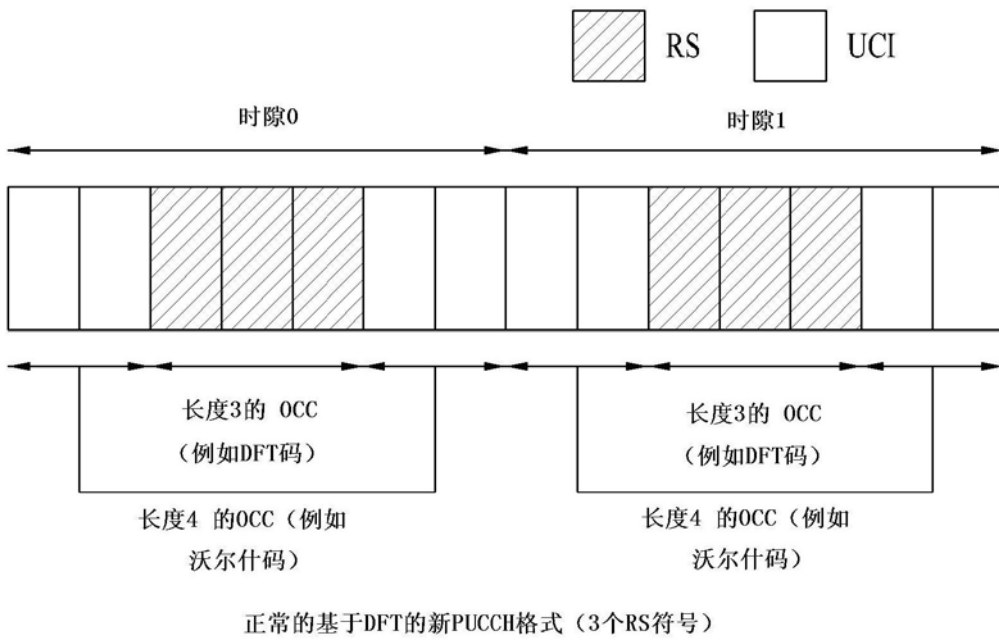 RS UCI
时隙0 时隙1
长度3的 OCC 长度3的 OCC
（例如DFT码） （例如DFT码）
长度4 的OCC（例如 长度4 的OCC（例如
沃尔什码） 沃尔什码）
正常的基于DFT的新PUCCH格式（3个RS符号）